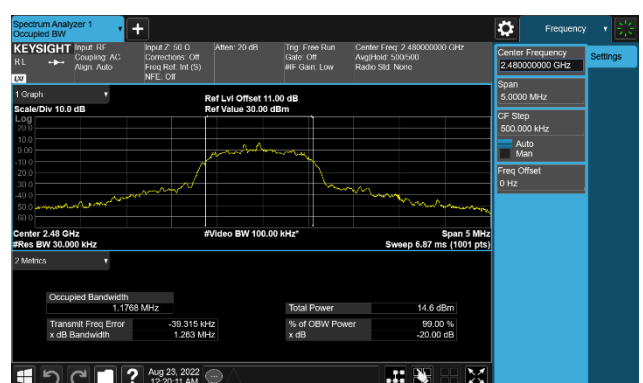 Spectrum Analyzer 1
Occupied BW
+
Frequency
KEYSIGHT Input: RF Input Z: 50 Ω Atten: 20 dB Trig: Free Run Center Freq: 2.480000000 GHz
R L Coupling: AC Corrections: Off Gate: Off Avg|Hold: 500/500
Align: Auto Freq Ref: Int (S) #IF Gain: Low Radio Std: None
NFE: Off
LXI
Center Frequency
2.480000000 GHz
Settings
Span
5.0000 MHz
CF Step
500.000 kHz
Auto
Man
Freq Offset
0 Hz
1 Graph
Ref Lvl Offset 11.00 dB
Scale/Div 10.0 dB Ref Value 30.00 dBm
Log
20.0
10.0
0.00
-10.0
-20.0
-30.0
-40.0
-50.0
-60.0
Center 2.48 GHz #Video BW 100.00 kHz* Span 5 MHz
#Res BW 30.000 kHz Sweep 6.87 ms (1001 pts)
2 Metrics
Occupied Bandwidth
1.1768 MHz Total Power 14.6 dBm
Transmit Freq Error -39.315 kHz % of OBW Power 99.00 %
x dB Bandwidth 1.263 MHz x dB -20.00 dB
? Aug 23, 2022
12:20:11 AM